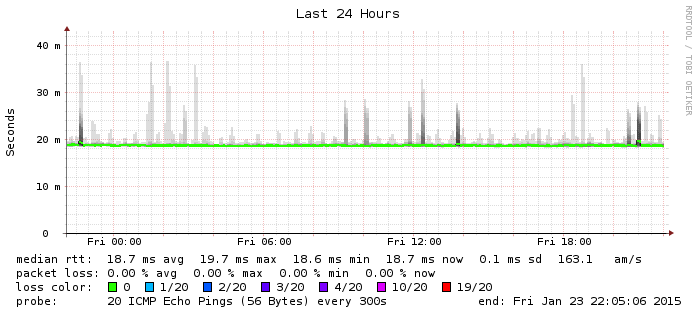 Last 24 Hours
RRDTOOL / TOBI OETIKER
Seconds
40 m
30 m
20 m
10 m
0
Fri 00:00 Fri 06:00 Fri 12:00 Fri 18:00
median rtt: 18.7 ms avg 19.7 ms max 18.6 ms min 18.7 ms now 0.1 ms sd 163.1 am/s
packet loss: 0.00 % avg 0.00 % max 0.00 % min 0.00 % now
loss color: 0 1/20 2/20 3/20 4/20 10/20 19/20
probe: 20 ICMP Echo Pings (56 Bytes) every 300s end: Fri Jan 23 22:05:06 2015